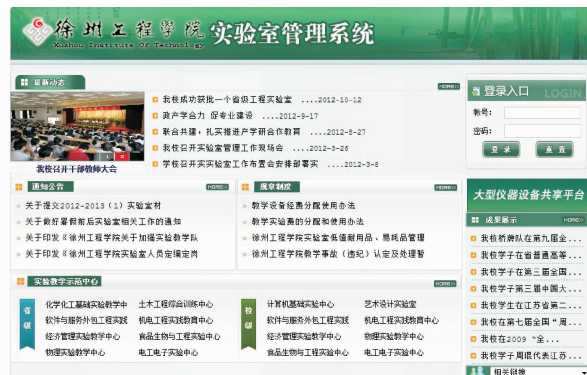 徐州工程学院 实验室管理系统
Xuzhou Institute Of Technology
最新动态
MORE>>
我校成功获批一个省级工程实验室 ....2012-10-12
政产学合力 促专业建设 ....2012-9-17
联合共建，扎实推进产学研合作教育 ....2012-8-27
我校召开实验室管理工作现场会 ....2012-3-26
学校召开实实验室工作布置会安排部署实 ....2012-3-8
我校召开干部教师大会
登录入口 LOGIN
帐号：
密码：
登 录
重 置
通知公告
MORE>>
关于提交2012-2013（1）实验室材
关于做好暑假前后实验室相关工作的通知
关于印发《徐州工程学院关于加强实验教学队
关于印发《徐州工程学院实验室人员定编定岗
规章制度
MORE>>
教学设备经费分配使用办法
教学实验费的分配和使用办法
徐州工程学院实验室低值耐用品、易耗品管理
徐州工程学院教学事故（违纪）认定及处理暂
大型仪器设备共享平台
成果展示
MORE>>
我校桥牌队在第九届全...
我校学子在省普通高等...
我校学子在第三届全国...
我校学子第三届中国大...
我校学生在江苏省第二...
我校在第七届全国“周...
我校在2009 “全...
我校学子周琨代表江苏...
相关链接
实验教学示范中心
MORE>>
省级
化学化工基础实验教学中
土木工程综合训练中心
软件与服务外包工程实践
机电工程实践教育中心
经济管理实验教学中心
食品生物与工程实验中心
物理实验教学中心
电工电子实验中心
校级
计算机基础实验中心
艺术设计实验室
软件与服务外包工程实践
机电工程实践教育中心
经济管理实验教学中心
物理实验教学中心
食品生物与工程实验中心
电工电子实验中心